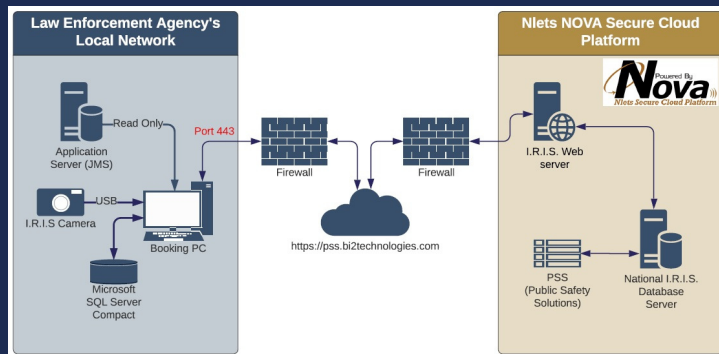 Law Enforcement Agency's
Local Network
Application
Server (JMS)
Read Only
I.R.I.S Camera
USB
Booking PC
Microsoft
SQL Server
Compact
Port 443
Firewall
https://pss.bi2technologies.com
Firewall
Nlets NOVA Secure Cloud
Platform
Powered By
Nova
Nlets Secure Cloud Platform
I.R.I.S. Web
server
PSS
(Public Safety
Solutions)
National I.R.I.S.
Database
Server